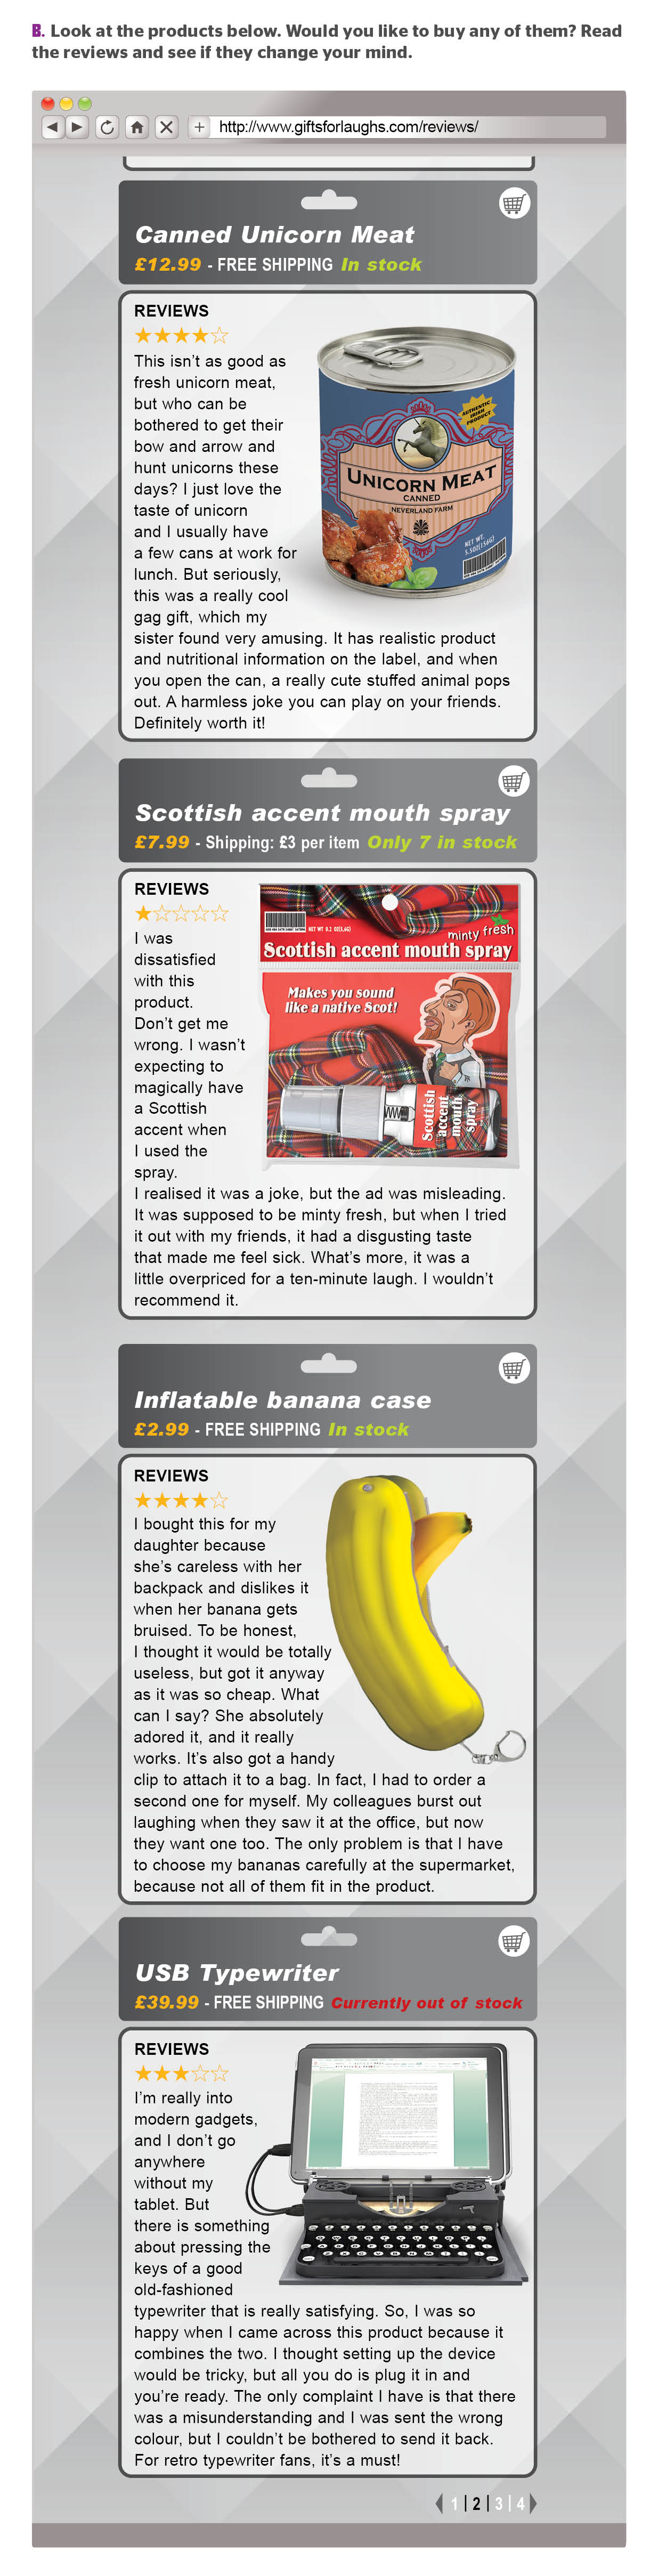 B. Look at the products below. Would you like to buy any of them? Read
the reviews and see if they change your mind.
http://www.giftsforlaughs.com/reviews/
Canned Unicorn Meat
£12.99 - FREE SHIPPING In stock
REVIEWS
This isn't as good as
fresh unicorn meat,
but who can be
bothered to get their
bow and arrow and
hunt unicorns these
days? I just love the
taste of unicorn
and I usually have
a few cans at work for
lunch. But seriously,
this was a really cool
gag gift, which my
sister found very amusing. It has realistic product
and nutritional information on the label, and when
you open the can, a really cute stuffed animal pops
out. A harmless joke you can play on your friends.
Definitely worth it!
AUTHENTIC
IRISH
PRODUCT
UNICORN MEAT
CANNED
NEVERLAND FARM
NET WT.
5.5OZ(156G)
Scottish accent mouth spray
£7.99 - Shipping: £3 per item Only 7 in stock
REVIEWS
I was
dissatisfied
with this
product.
Don't get me
wrong. I wasn't
expecting to
magically have
a Scottish
accent when
I used the
spray.
I realised it was a joke, but the ad was misleading.
It was supposed to be minty fresh, but when I tried
it out with my friends, it had a disgusting taste
that made me feel sick. What's more, it was a
little overpriced for a ten-minute laugh. I wouldn't
recommend it.
NET WT 0.2 OZ(5,6G)
minty fresh
Scottish accent mouth spray
Makes you sound
like a native Scot!
Scottish
accent
mouth
spray
Inflatable banana case
£2.99 - FREE SHIPPING In stock
REVIEWS
I bought this for my
daughter because
she's careless with her
backpack and dislikes it
when her banana gets
bruised. To be honest,
I thought it would be totally
useless, but got it anyway
as it was so cheap. What
can I say? She absolutely
adored it, and it really
works. It's also got a handy
clip to attach it to a bag. In fact, I had to order a
second one for myself. My colleagues burst out
laughing when they saw it at the office, but now
they want one too. The only problem is that I have
to choose my bananas carefully at the supermarket,
because not all of them fit in the product.
USB Typewriter
£39.99 - FREE SHIPPING Currently out of stock
REVIEWS
I'm really into
modern gadgets,
and I don't go
anywhere
without my
tablet. But
there is something
about pressing the
keys of a good
old-fashioned
typewriter that is really satisfying. So, I was so
happy when I came across this product because it
combines the two. I thought setting up the device
would be tricky, but all you do is plug it in and
you're ready. The only complaint I have is that there
was a misunderstanding and I was sent the wrong
colour, but I couldn't be bothered to send it back.
For retro typewriter fans, it's a must!
1 | 2 | 3 | 4